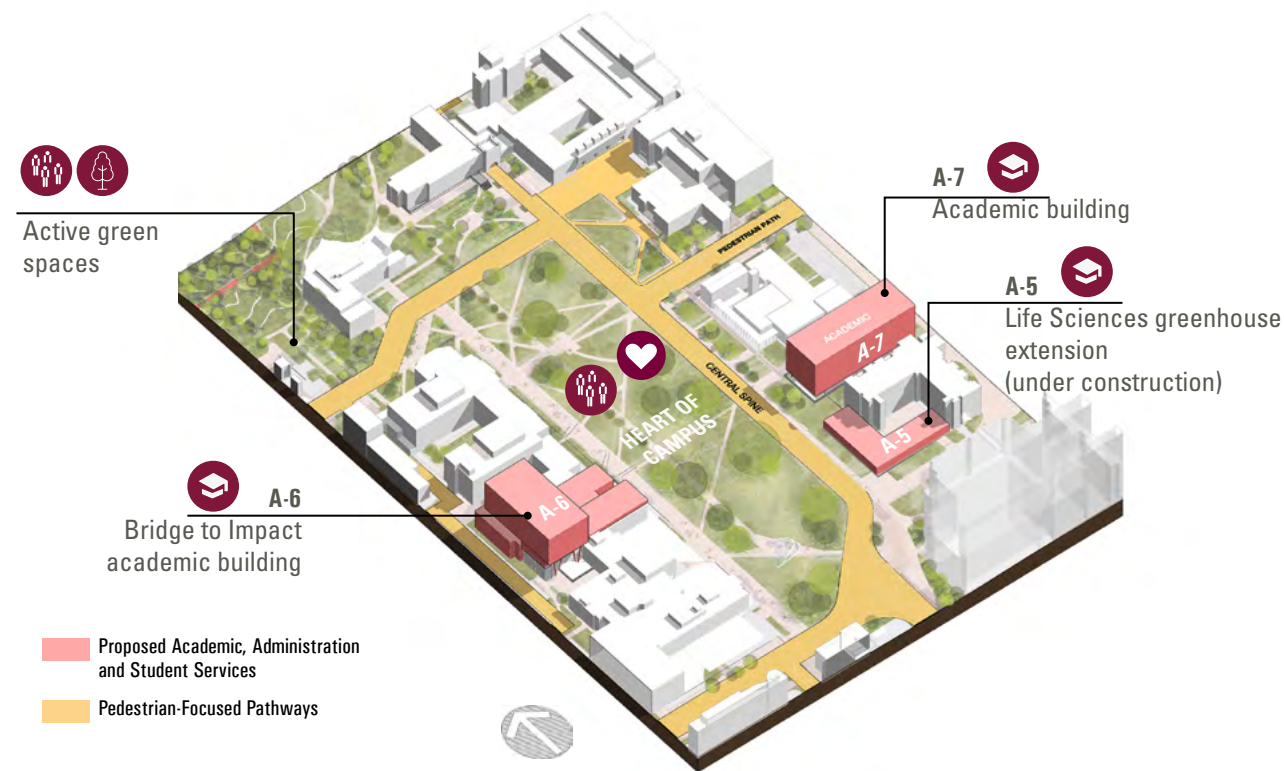 Active green
spaces
A-7
Academic building
A-5
Life Sciences greenhouse
extension
(under construction)
PEDESTRIAN PATH
ACADEMIC
A-7
CENTRAL SPINE
A-5
HEART OF
CAMPUS
A-6
A-6
Bridge to Impact
academic building
Proposed Academic, Administration
and Student Services
Pedestrian-Focused Pathways